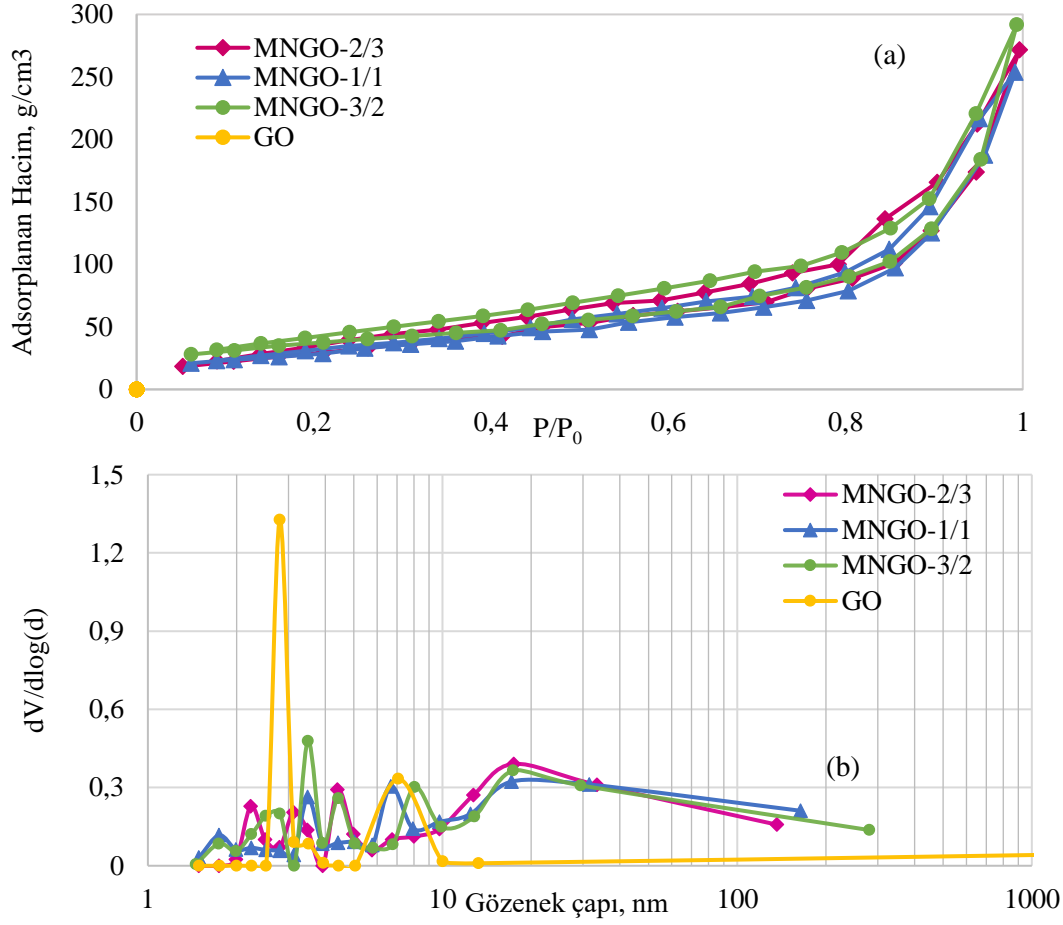 300
250
200
150
100
50
0
Adsorplanan Hacim, g/cm3
MNGO-2/3
MNGO-1/1
MNGO-3/2
GO
(a)
0
0,2
0,4
0,6
0,8
1
P/P0
1,5
1,2
0,9
0,6
0,3
0
dV/dlog(d)
MNGO-2/3
MNGO-1/1
MNGO-3/2
GO
(b)
1
10
100
1000
Gözenek çapı, nm